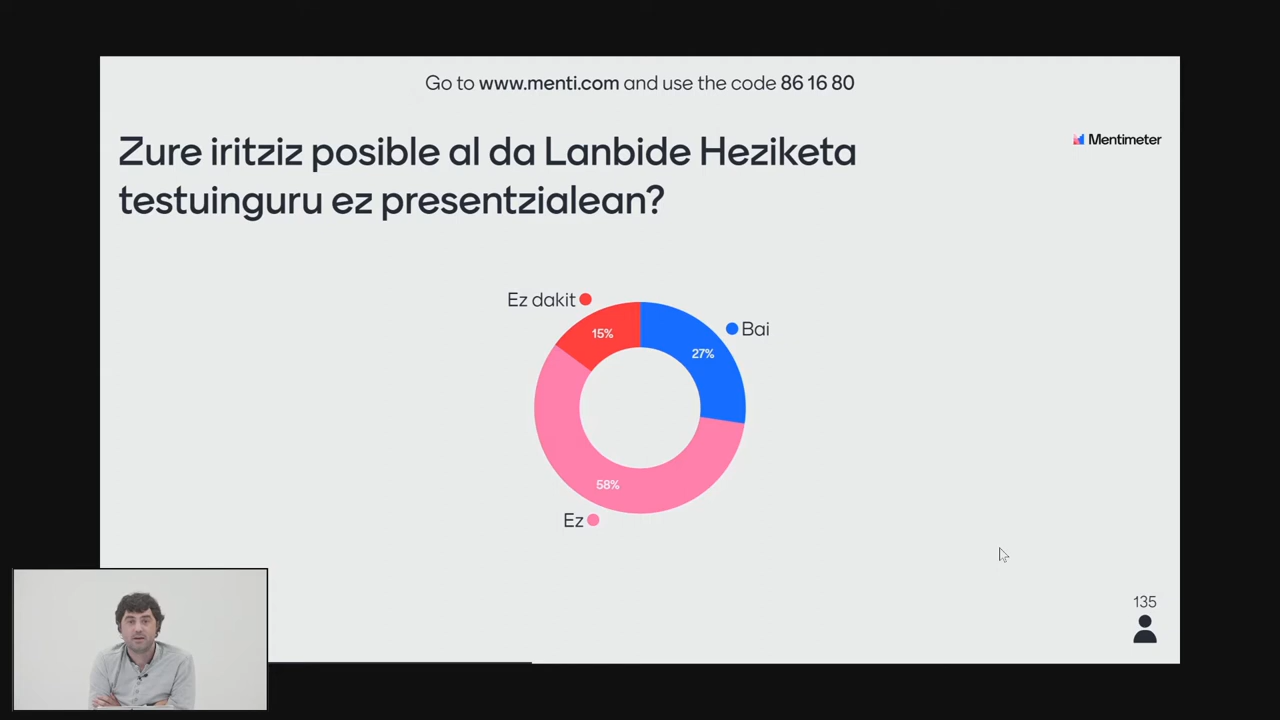 Go to www.menti.com and use the code 86 16 80
Zure iritziz posible al da Lanbide Heziketa
testuinguru ez presentzialean?
Mentimeter
Ez dakit
15%
Bai
27%
58%
Ez
135